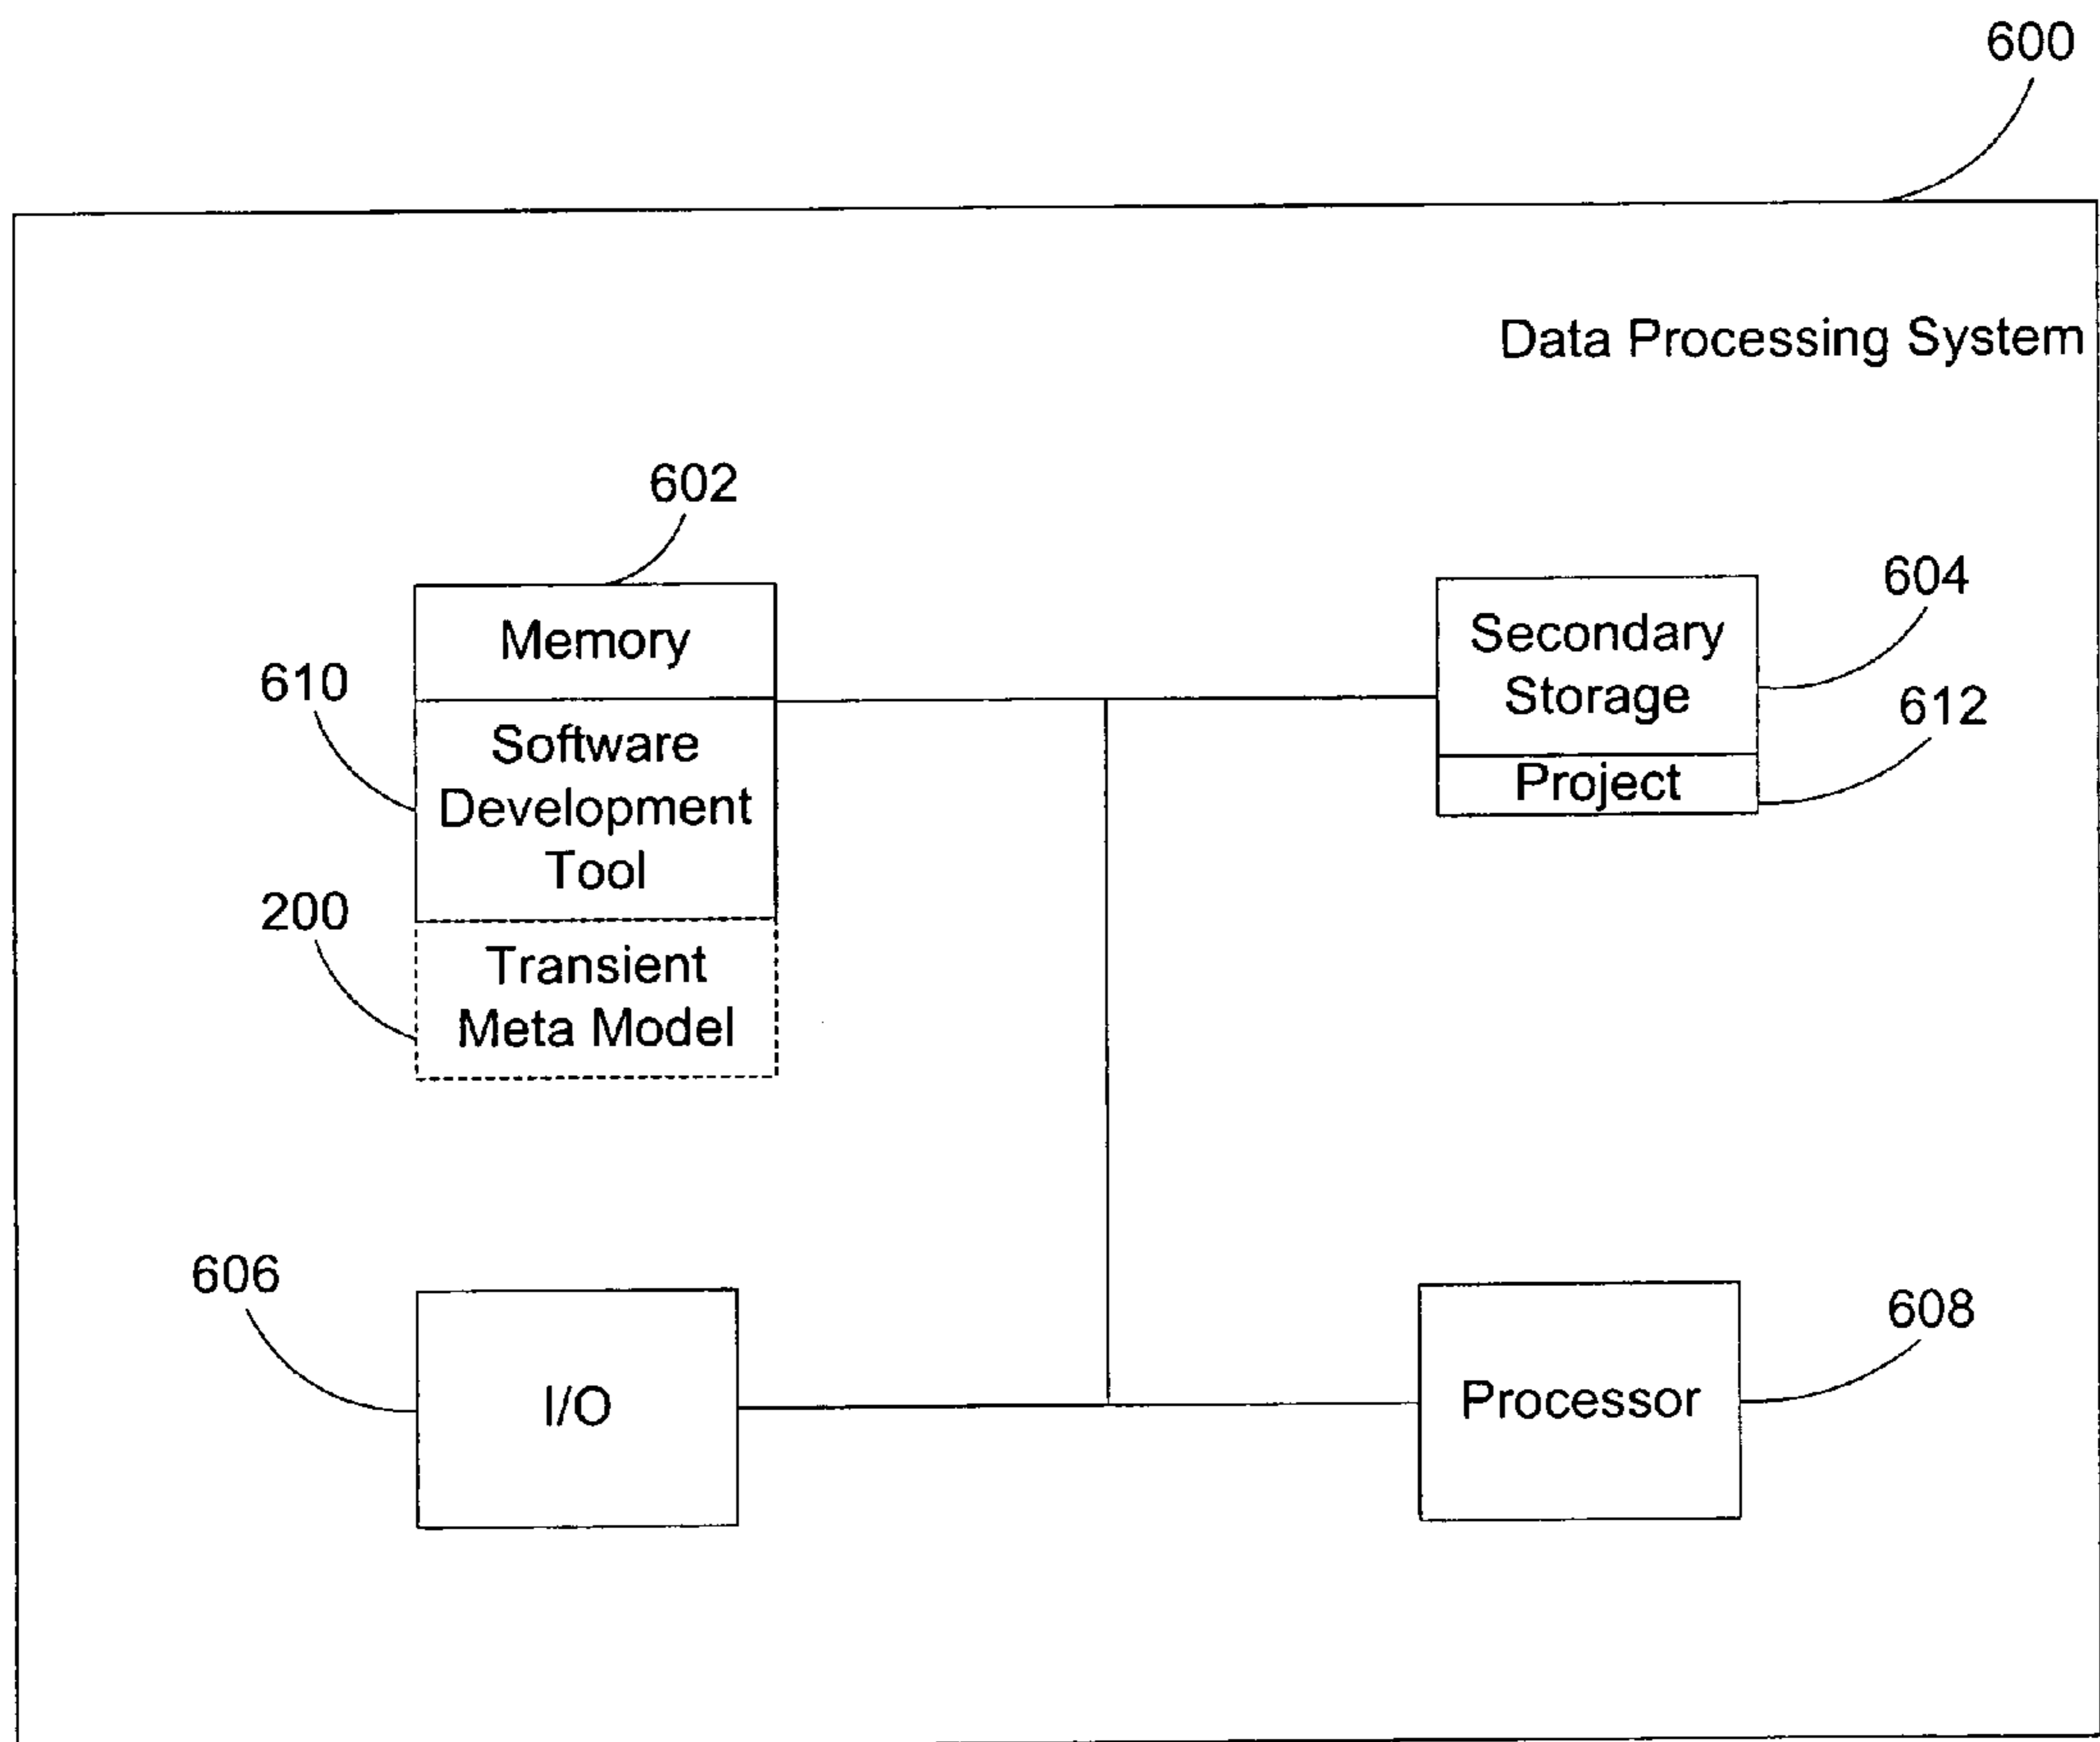 600
Data Processing System
602
Memory
610
Software
Development
Tool
200
Transient
Meta Model
604
Secondary
Storage
612
Project
606
I/O
608
Processor